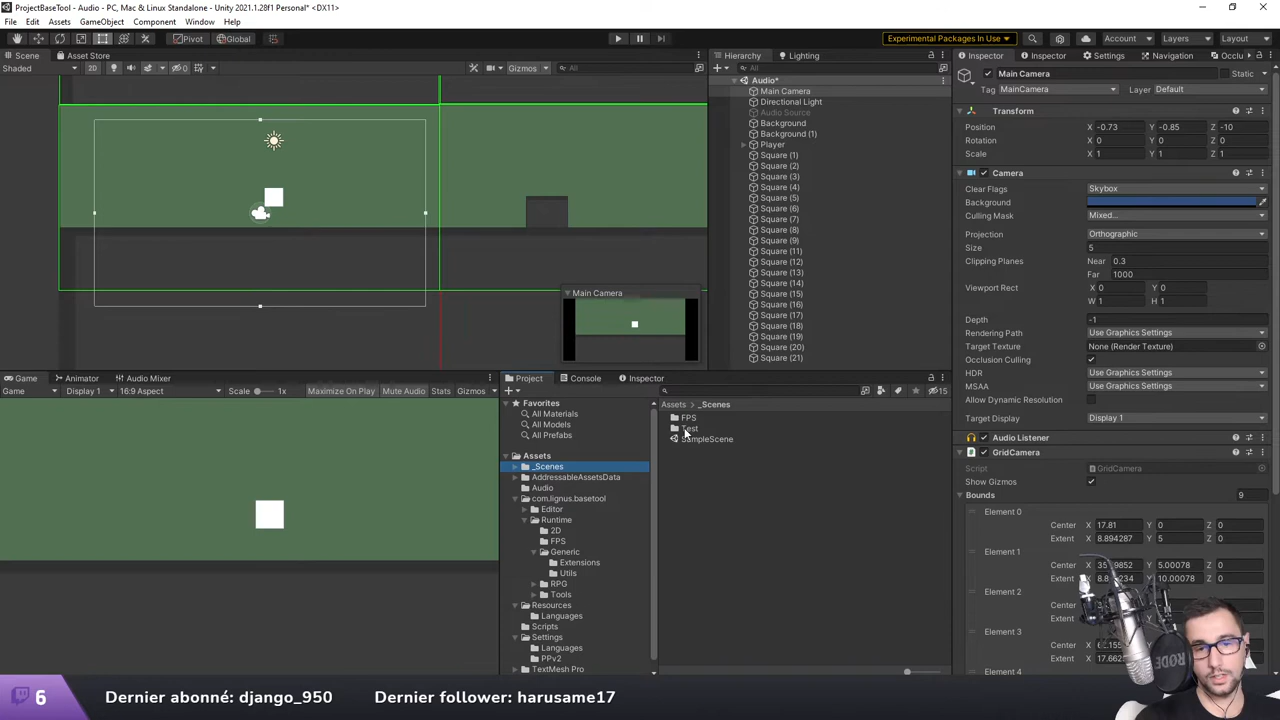 ProjectBaseTool - Audio - PC, Mac & Linux Standalone - Unity 2021.1.28f1 Personal* <DX11>
File Edit Assets GameObject Component Window Help
Pivot Global
Experimental Packages In Use
Account
Layers
Layout
Scenes
Asset Store
Shaded
2D
0
Gizmos
All
Main Camera
Hierarchy
Lighting
All
Audio*
Main Camera
Directional Light
Audio Source
Background
Background (1)
Player
Square (1)
Square (2)
Square (3)
Square (4)
Square (5)
Square (6)
Square (7)
Square (8)
Square (9)
Square (11)
Square (12)
Square (13)
Square (14)
Square (15)
Square (16)
Square (17)
Square (18)
Square (19)
Square (20)
Square (21)
Inspector
Inspector
Settings
Navigation
Occlu
Main Camera
Static
Tag MainCamera
Layer Default
Transform
Position X -0.73 Y -0.85 Z -10
Rotation X 0 Y 0 Z 0
Scale X 1 Y 1 Z 1
Camera
Clear Flags Skybox
Background
Culling Mask Mixed...
Projection Orthographic
Size 5
Clipping Planes Near 0.3
Far 1000
Viewport Rect X 0 Y 0
W 1 H 1
Depth -1
Rendering Path Use Graphics Settings
Target Texture None (Render Texture)
Occlusion Culling
HDR Use Graphics Settings
MSAA Use Graphics Settings
Allow Dynamic Resolution
Target Display Display 1
Audio Listener
GridCamera
Script GridCamera
Show Gizmos
Bounds 9
Element 0
Center X 17.81 Y 0 Z 0
Extent X 8.894287 Y 5 Z 0
Element 1
Center Y 5.00078 Z 0
Extent Y 10.00078 Z 0
Element 2
Center
Extent
Element 3
Center
Extent
Element 4
Game
Animator
Audio Mixer
Game
Display 1
16:9 Aspect
Scale 1x
Maximize On Play
Mute Audio
Stats
Gizmos
Project
Console
Inspector
15
Favorites
All Materials
All Models
All Prefabs
Assets
_Scenes
AddressableAssetsData
Audio
com.lignus.basetool
Editor
Runtime
2D
FPS
Generic
Extensions
Utils
RPG
Tools
Resources
Languages
Scripts
Settings
Languages
PPv2
TextMesh Pro
Assets > _Scenes
FPS
Test
SampleScene
RODE
6
Dernier abonné: django_950
Dernier follower: harusame17